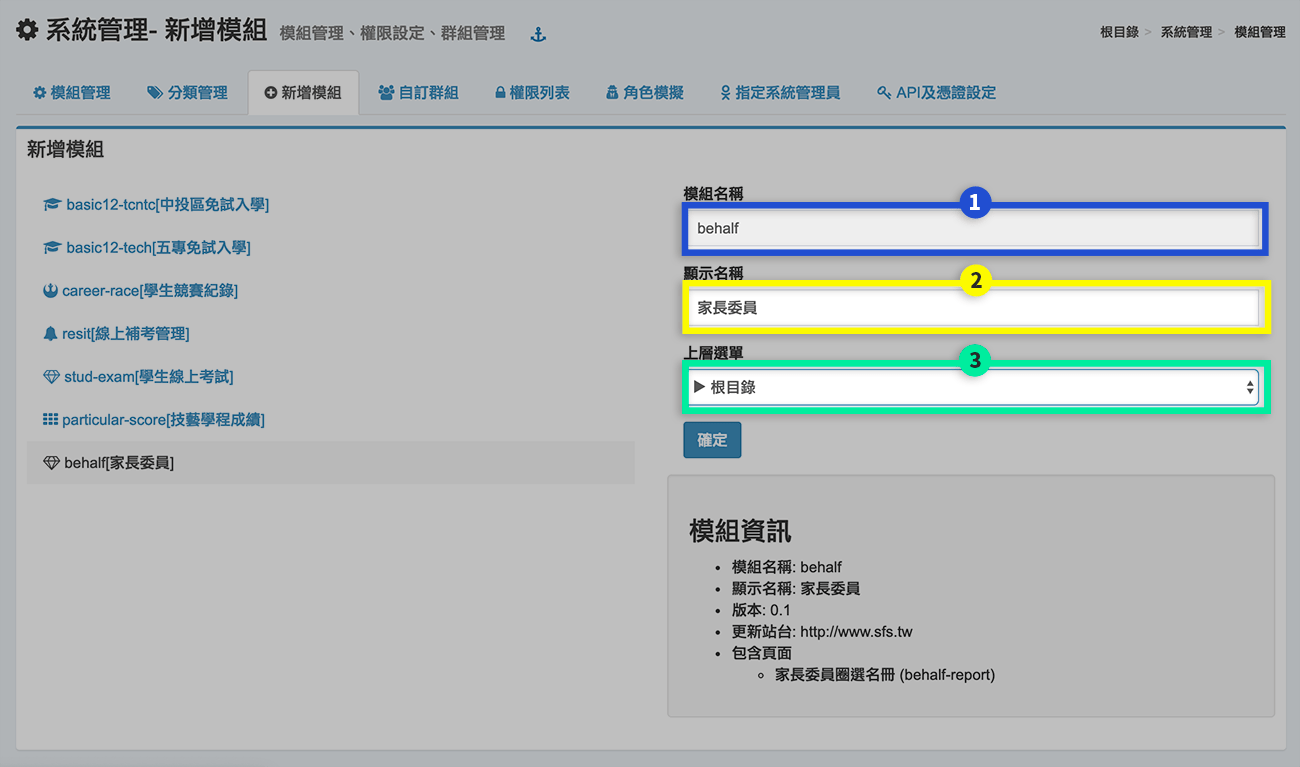 系統管理- 新增模組 模組管理、權限設定、群組管理
根目錄 > 系統管理 > 模組管理
模組管理 分類管理 新增模組 自訂群組 權限列表 角色模擬 指定系統管理員 API及憑證設定
新增模組
basic12-tcntc[中投區免試入學]
basic12-tech[五專免試入學]
career-race[學生競賽紀錄]
resit[線上補考管理]
stud-exam[學生線上考試]
particular-score[技藝學程成績]
behalf[家長委員]
模組名稱
1
behalf
顯示名稱
2
家長委員
上層選單
3
▶ 根目錄
確定
模組資訊
• 模組名稱: behalf
• 顯示名稱: 家長委員
• 版本: 0.1
• 更新站台: http://www.sfs.tw
• 包含頁面
◦ 家長委員圈選名冊 (behalf-report)